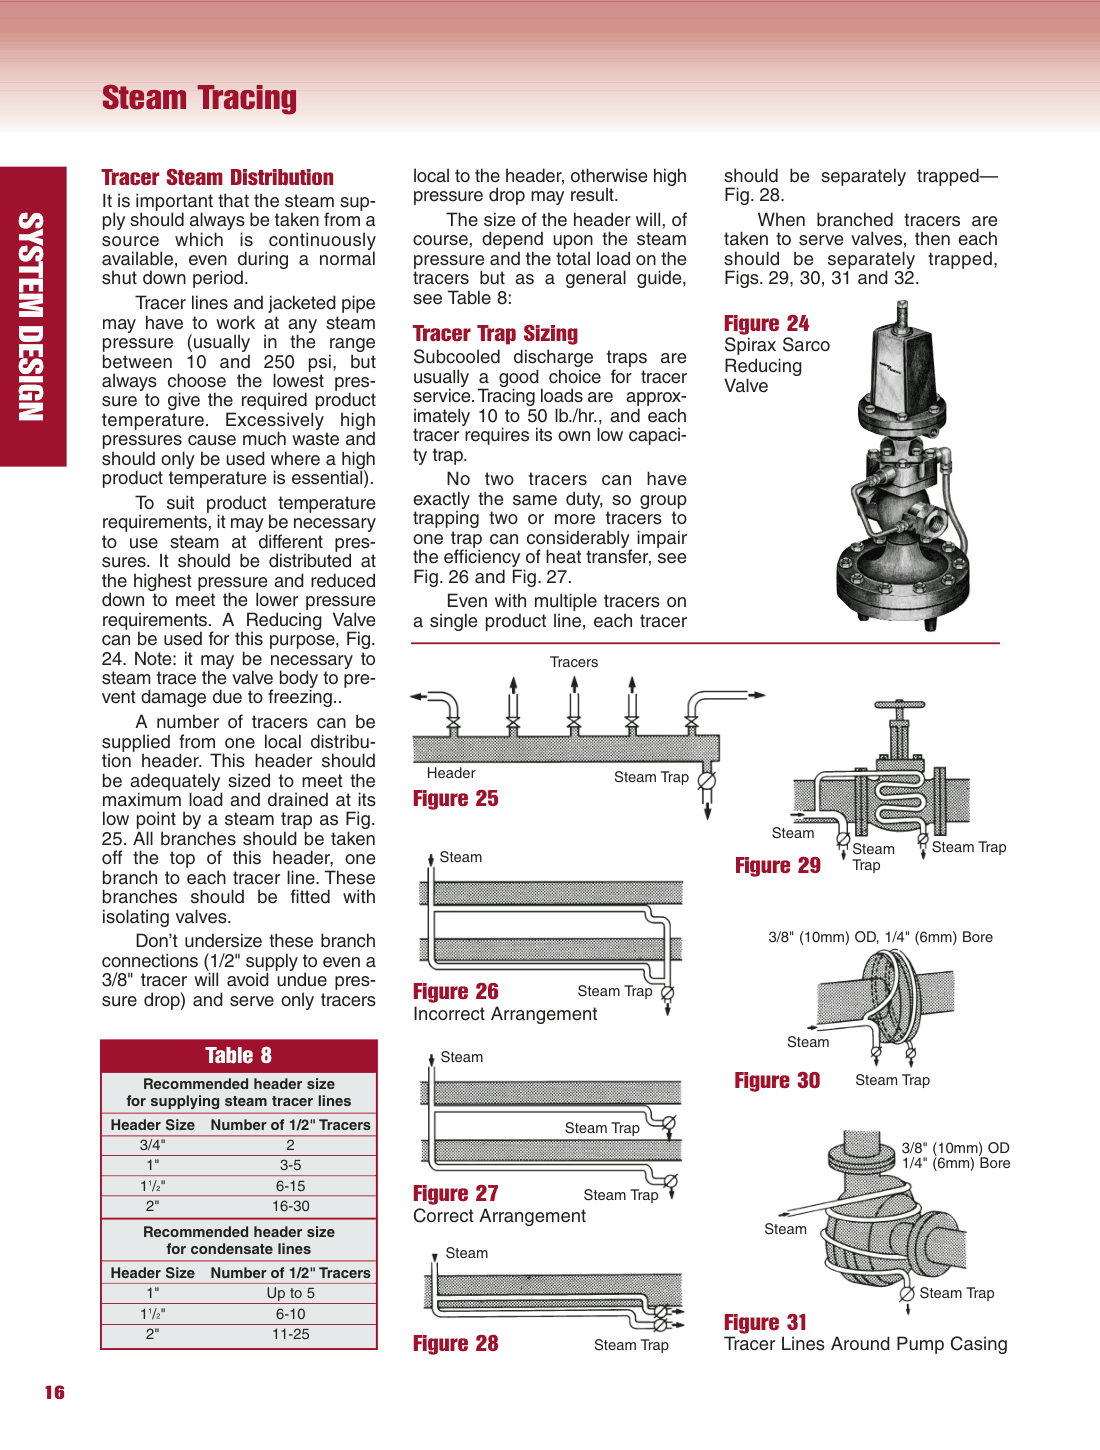 Steam Tracing
SYSTEM DESIGN
Tracer Steam Distribution
It is important that the steam sup-
ply should always be taken from a
source which is continuously
available, even during a normal
shut down period.
Tracer lines and jacketed pipe
may have to work at any steam
pressure (usually in the range
between 10 and 250 psi, but
always choose the lowest pres-
sure to give the required product
temperature. Excessively high
pressures cause much waste and
should only be used where a high
product temperature is essential).
To suit product temperature
requirements, it may be necessary
to use steam at different pres-
sures. It should be distributed at
the highest pressure and reduced
down to meet the lower pressure
requirements. A Reducing Valve
can be used for this purpose, Fig.
24. Note: it may be necessary to
steam trace the valve body to pre-
vent damage due to freezing..
A number of tracers can be
supplied from one local distribu-
tion header. This header should
be adequately sized to meet the
maximum load and drained at its
low point by a steam trap as Fig.
25. All branches should be taken
off the top of this header, one
branch to each tracer line. These
branches should be fitted with
isolating valves.
Don't undersize these branch
connections (1/2" supply to even a
3/8" tracer will avoid undue pres-
sure drop) and serve only tracers
local to the header, otherwise high
pressure drop may result.
The size of the header will, of
course, depend upon the steam
pressure and the total load on the
tracers but as a general guide,
see Table 8:
Tracer Trap Sizing
Subcooled discharge traps are
usually a good choice for tracer
service. Tracing loads are approx-
imately 10 to 50 lb./hr., and each
tracer requires its own low capaci-
ty trap.
No two tracers can have
exactly the same duty, so group
trapping two or more tracers to
one trap can considerably impair
the efficiency of heat transfer, see
Fig. 26 and Fig. 27.
Even with multiple tracers on
a single product line, each tracer
should be separately trapped—
Fig. 28.
When branched tracers are
taken to serve valves, then each
should be separately trapped,
Figs. 29, 30, 31 and 32.
Figure 24
Spirax Sarco
Reducing
Valve
Table 8
Recommended header size
for supplying steam tracer lines
Header Size Number of 1/2" Tracers
3/4" 2
1" 3-5
1 1/2" 6-15
2" 16-30
Recommended header size
for condensate lines
Header Size Number of 1/2" Tracers
1" Up to 5
1 1/2" 6-10
2" 11-25
Tracers
Header
Steam Trap
Figure 25
Steam
Steam Trap
Figure 26
Incorrect Arrangement
Steam
Steam Trap
Steam Trap
Figure 27
Correct Arrangement
Steam
Steam Trap
Figure 28
Steam
Steam
Trap
Steam Trap
Figure 29
3/8" (10mm) OD, 1/4" (6mm) Bore
Steam
Steam Trap
Figure 30
3/8" (10mm) OD
1/4" (6mm) Bore
Steam
Steam Trap
Figure 31
Tracer Lines Around Pump Casing
16